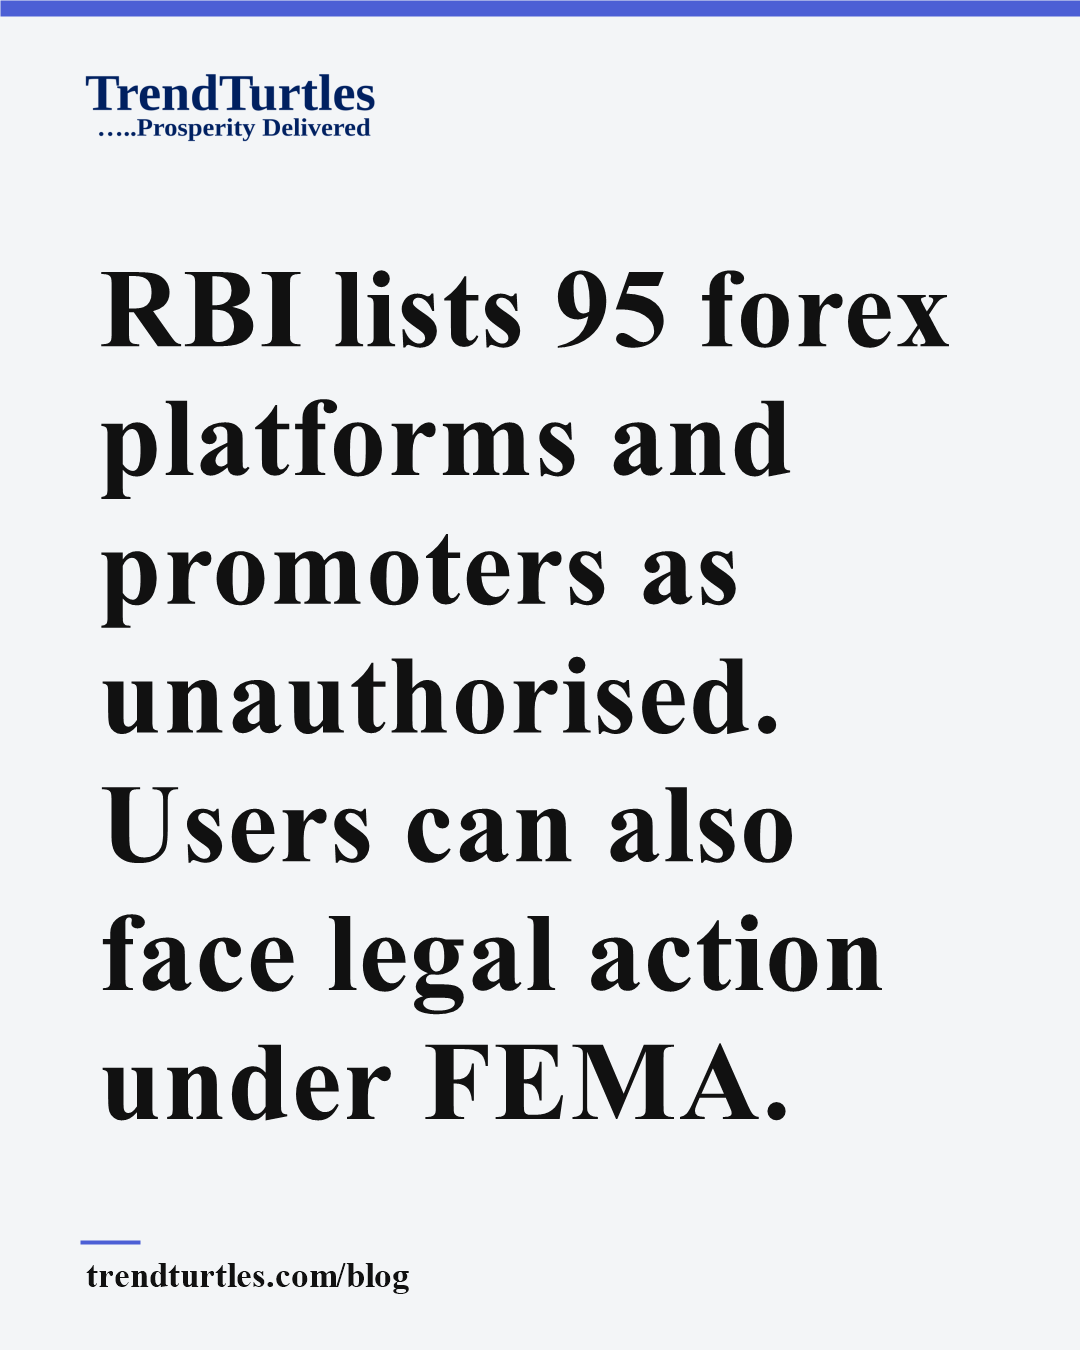 TrendTurtles
.....Prosperity Delivered
RBI lists 95 forex
platforms and
promoters as
unauthorised.
Users can also
face legal action
under FEMA.
trendturtles.com/blog